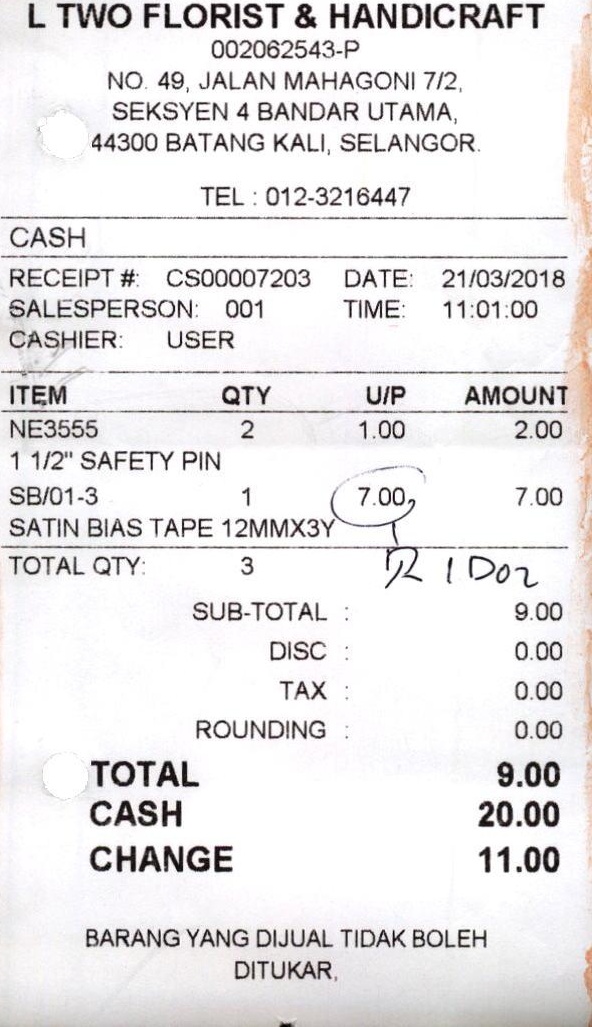 L TWO FLORIST & HANDICRAFT
002062543-P
NO. 49, JALAN MAHAGONI 7/2,
SEKSYEN 4 BANDAR UTAMA,
44300 BATANG KALI, SELANGOR.
TEL : 012-3216447
CASH
RECEIPT #: CS00007203 DATE: 21/03/2018
SALESPERSON: 001 TIME: 11:01:00
CASHIER: USER
ITEM QTY U/P AMOUNT
NE3555 2 1.00 2.00
1 1/2" SAFETY PIN
SB/01-3 1 7.00 7.00
SATIN BIAS TAPE 12MMX3Y
TOTAL QTY: 3
1 Doz
SUB-TOTAL : 9.00
DISC : 0.00
TAX : 0.00
ROUNDING : 0.00
TOTAL 9.00
CASH 20.00
CHANGE 11.00
BARANG YANG DIJUAL TIDAK BOLEH
DITUKAR,